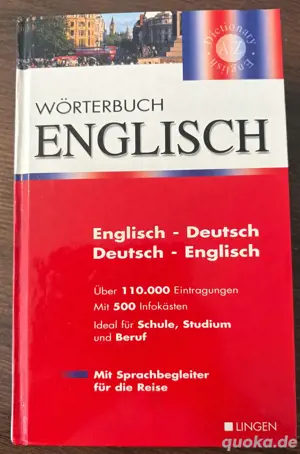 Dictionary
A-Z
English
WÖRTERBUCH
ENGLISCH
Englisch - Deutsch
Deutsch - Englisch
Über 110.000 Eintragungen
Mit 500 Infokästen
Ideal für Schule, Studium
und Beruf
Mit Sprachbegleiter
für die Reise
LINGEN
quoka.de